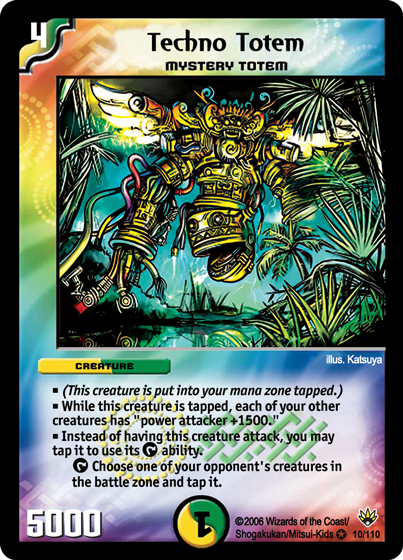 4
Techno Totem
MYSTERY TOTEM
illus. Katsuya
CREATURE
▪ (This creature is put into your mana zone tapped.)
▪ While this creature is tapped, each of your other
creatures has "power attacker +1500."
▪ Instead of having this creature attack, you may
tap it to use its ability.
Choose one of your opponent's creatures in
the battle zone and tap it.
5000
1
©2006 Wizards of the Coast/
Shogakukan/Mitsui-Kids ✪ 10/110